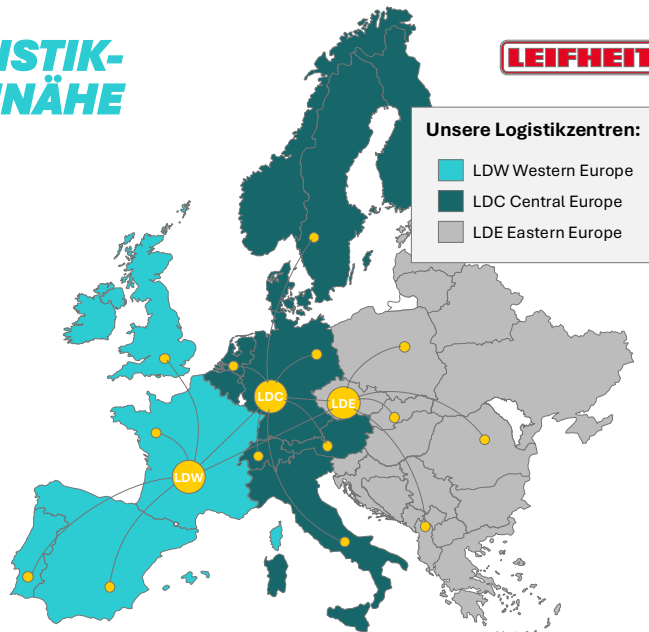 ISTIK-
NÄHE
LEIFHEIT
Unsere Logistikzentren:
LDW Western Europe
LDC Central Europe
LDE Eastern Europe
LDC
LDE
LDW